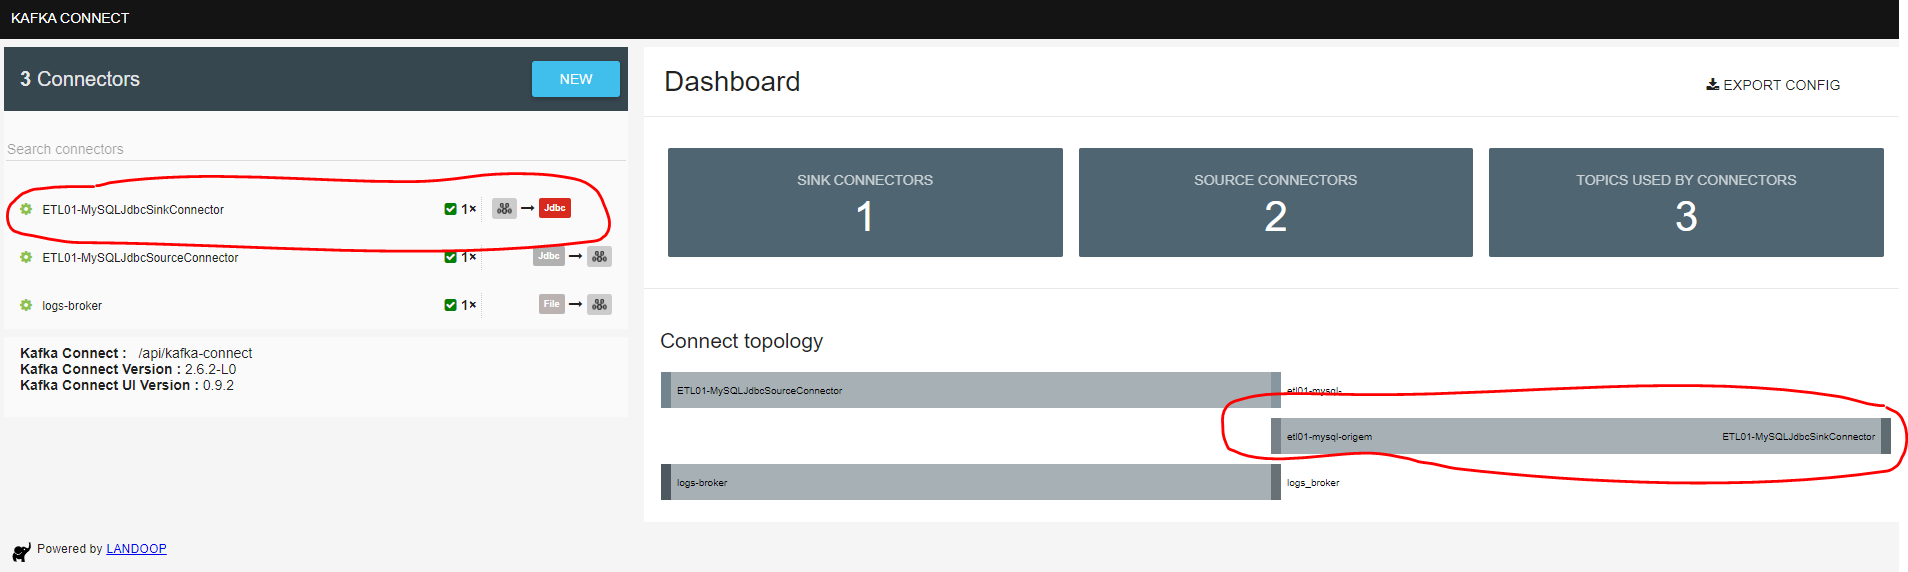 KAFKA CONNECT
3 Connectors
NEW
Search connectors
ETL01-MySQLJdbcSinkConnector 1× Jdbc
ETL01-MySQLJdbcSourceConnector 1× Jdbc
logs-broker 1× File
Kafka Connect : /api/kafka-connect
Kafka Connect Version : 2.6.2-L0
Kafka Connect UI Version : 0.9.2
Powered by LANDOOP
Dashboard
EXPORT CONFIG
SINK CONNECTORS
1
SOURCE CONNECTORS
2
TOPICS USED BY CONNECTORS
3
Connect topology
ETL01-MySQLJdbcSourceConnector etl01-mysql-
etl01-mysql-origem ETL01-MySQLJdbcSinkConnector
logs-broker logs_broker